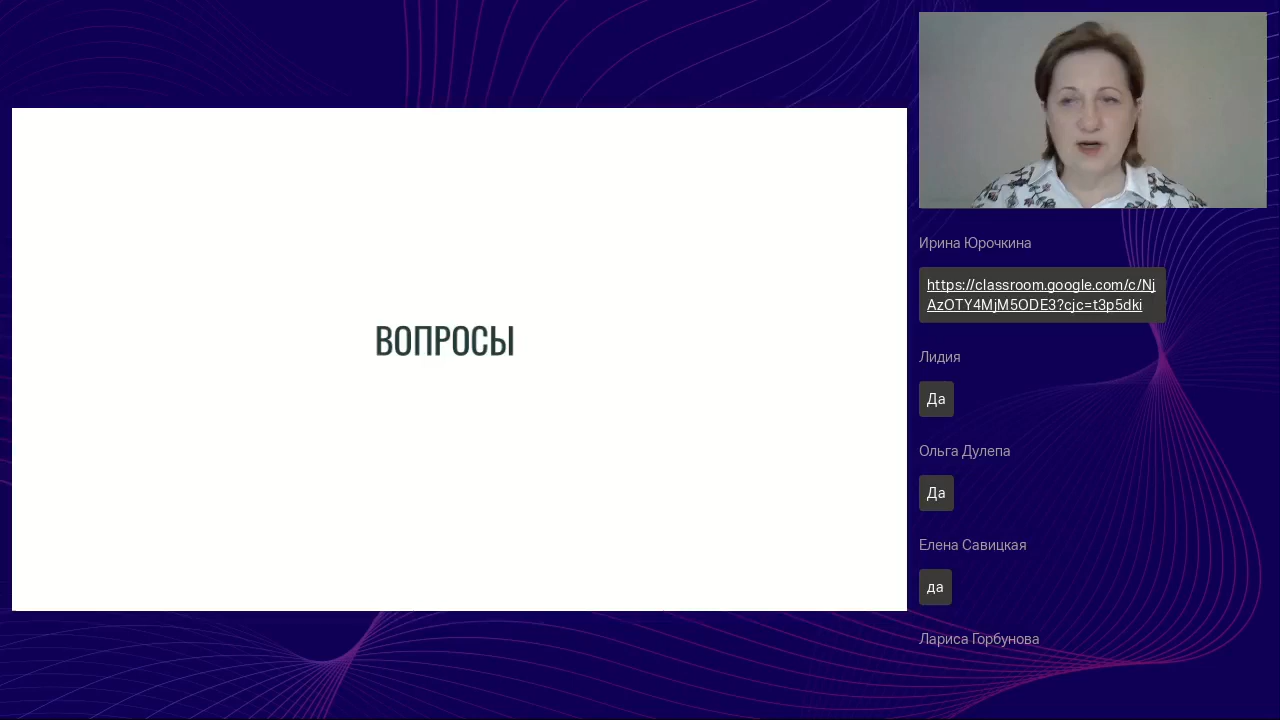 ВОПРОСЫ
Ирина Юрочкина
https://classroom.google.com/c/Nj
AzOTY4MjM5ODE3?cjc=t3p5dki
Лидия
Да
Ольга Дулепа
Да
Елена Савицкая
да
Лариса Горбунова